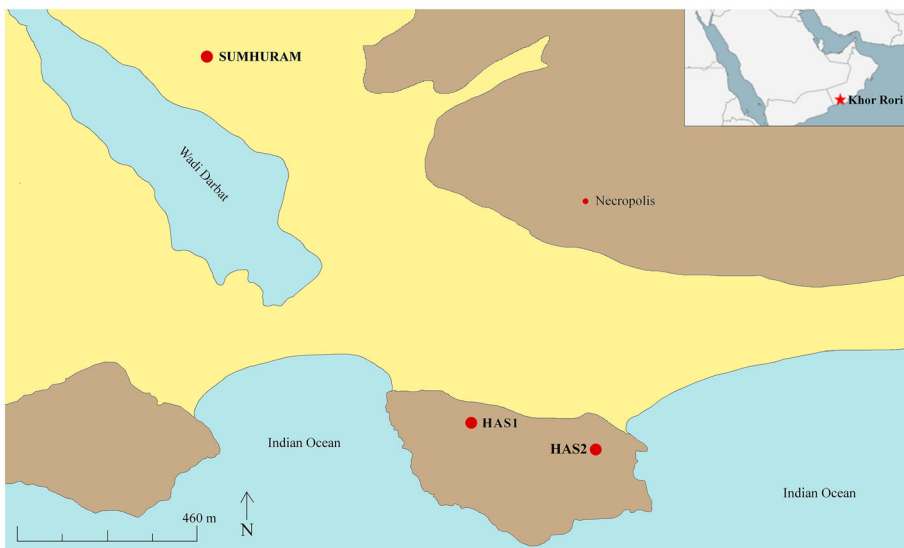 SUMHURAM
Khor Rori
Wadi Darbat
Necropolis
HAS1
HAS2
Indian Ocean
Indian Ocean
460 m
N